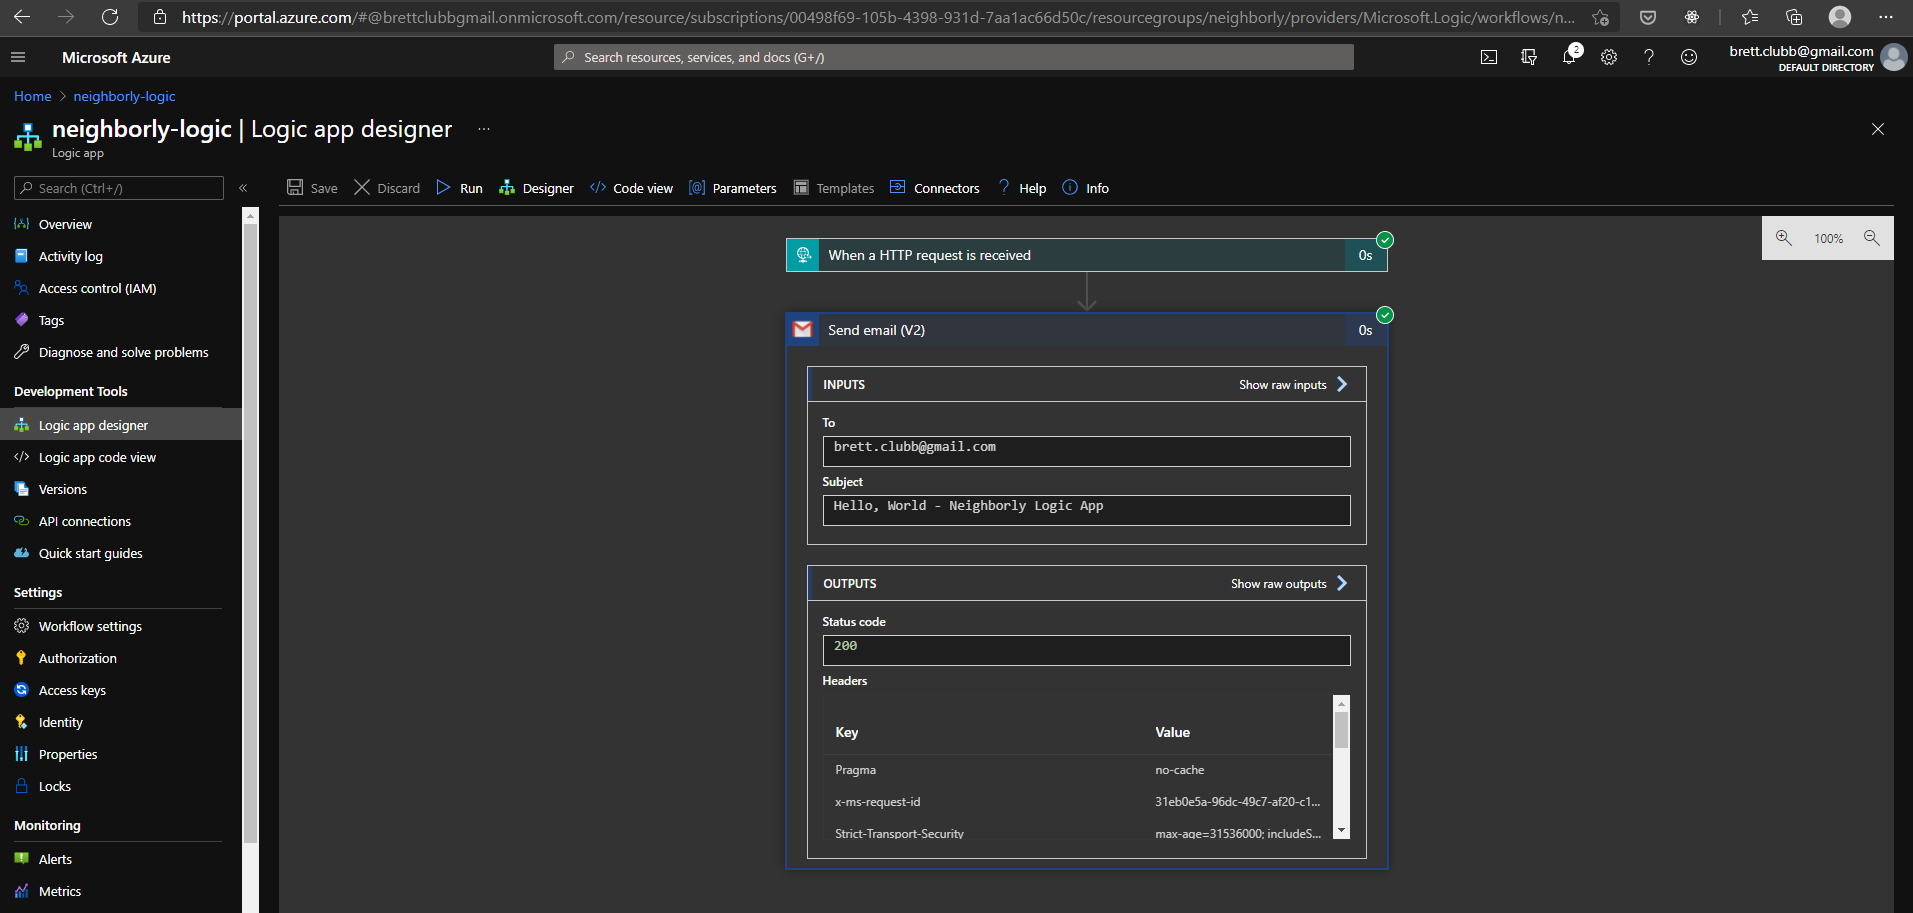 https://portal.azure.com/#@brettclubbgmail.onmicrosoft.com/resource/subscriptions/00498f69-105b-4398-931d-7aa1ac66d50c/resourcegroups/neighborly/providers/Microsoft.Logic/workflows/n...
Microsoft Azure
Search resources, services, and docs (G+/)
2
brett.clubb@gmail.com
DEFAULT DIRECTORY
Home > neighborly-logic
neighborly-logic | Logic app designer ...
Logic app
Search (Ctrl+/)
«
Save
Discard
Run
Designer
Code view
Parameters
Templates
Connectors
Help
Info
Overview
Activity log
Access control (IAM)
Tags
Diagnose and solve problems
Development Tools
Logic app designer
Logic app code view
Versions
API connections
Quick start guides
Settings
Workflow settings
Authorization
Access keys
Identity
Properties
Locks
Monitoring
Alerts
Metrics
When a HTTP request is received 0s
100%
Send email (V2) 0s
INPUTS Show raw inputs
To
brett.clubb@gmail.com
Subject
Hello, World - Neighborly Logic App
OUTPUTS Show raw outputs
Status code
200
Headers
Key Value
Pragma no-cache
x-ms-request-id 31eb0e5a-96dc-49c7-af20-c1...
Strict-Transport-Security max-age=31536000; includeS...